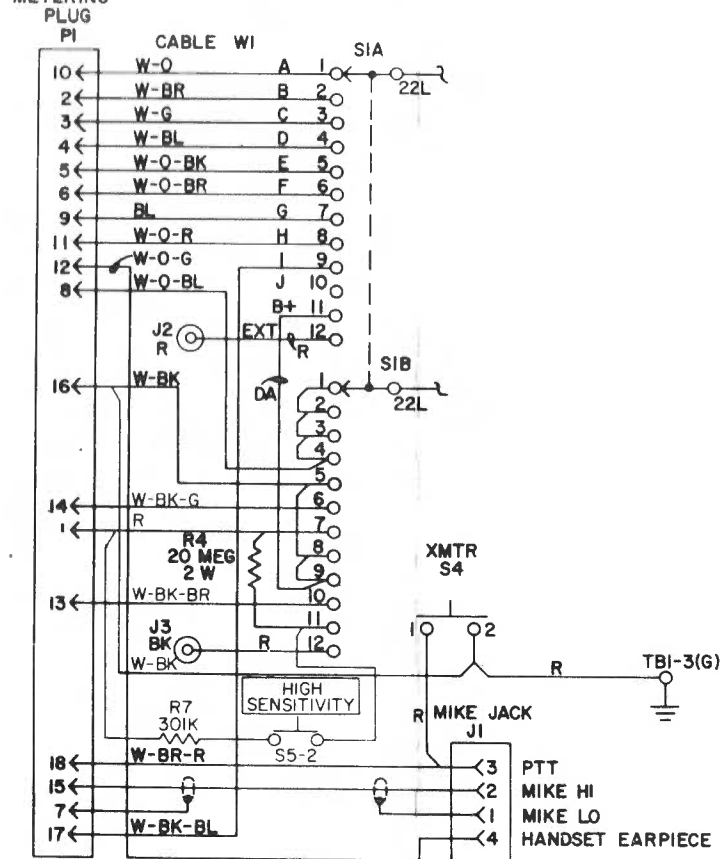 METERING
PLUG
P1
CABLE W1
S1A
10 W-O A 1
22L
2 W-BR B 2
3 W-G C 3
4 W-BL D 4
5 W-O-BK E 5
6 W-O-BR F 6
9 BL G 7
11 W-O-R H 8
12 W-O-G I 9
8 W-O-BL J 10
B+ 11
J2 EXT 12
R R
S1B
16 W-BK DA 1
22L
2
3
4
5
14 W-BK-G 6
1 R 7
R4 8
20 MEG 9
2 W
13 W-BK-BR 10
11
J3
BK R 12
W-BK
XMTR
S4
1 2
R TB1-3(G)
HIGH
SENSITIVITY
R7
301K
S5-2
R MIKE JACK
J1
18 W-BR-R 3 PTT
15 2 MIKE HI
7 1 MIKE LO
17 W-BK-BL 4 HANDSET EARPIECE